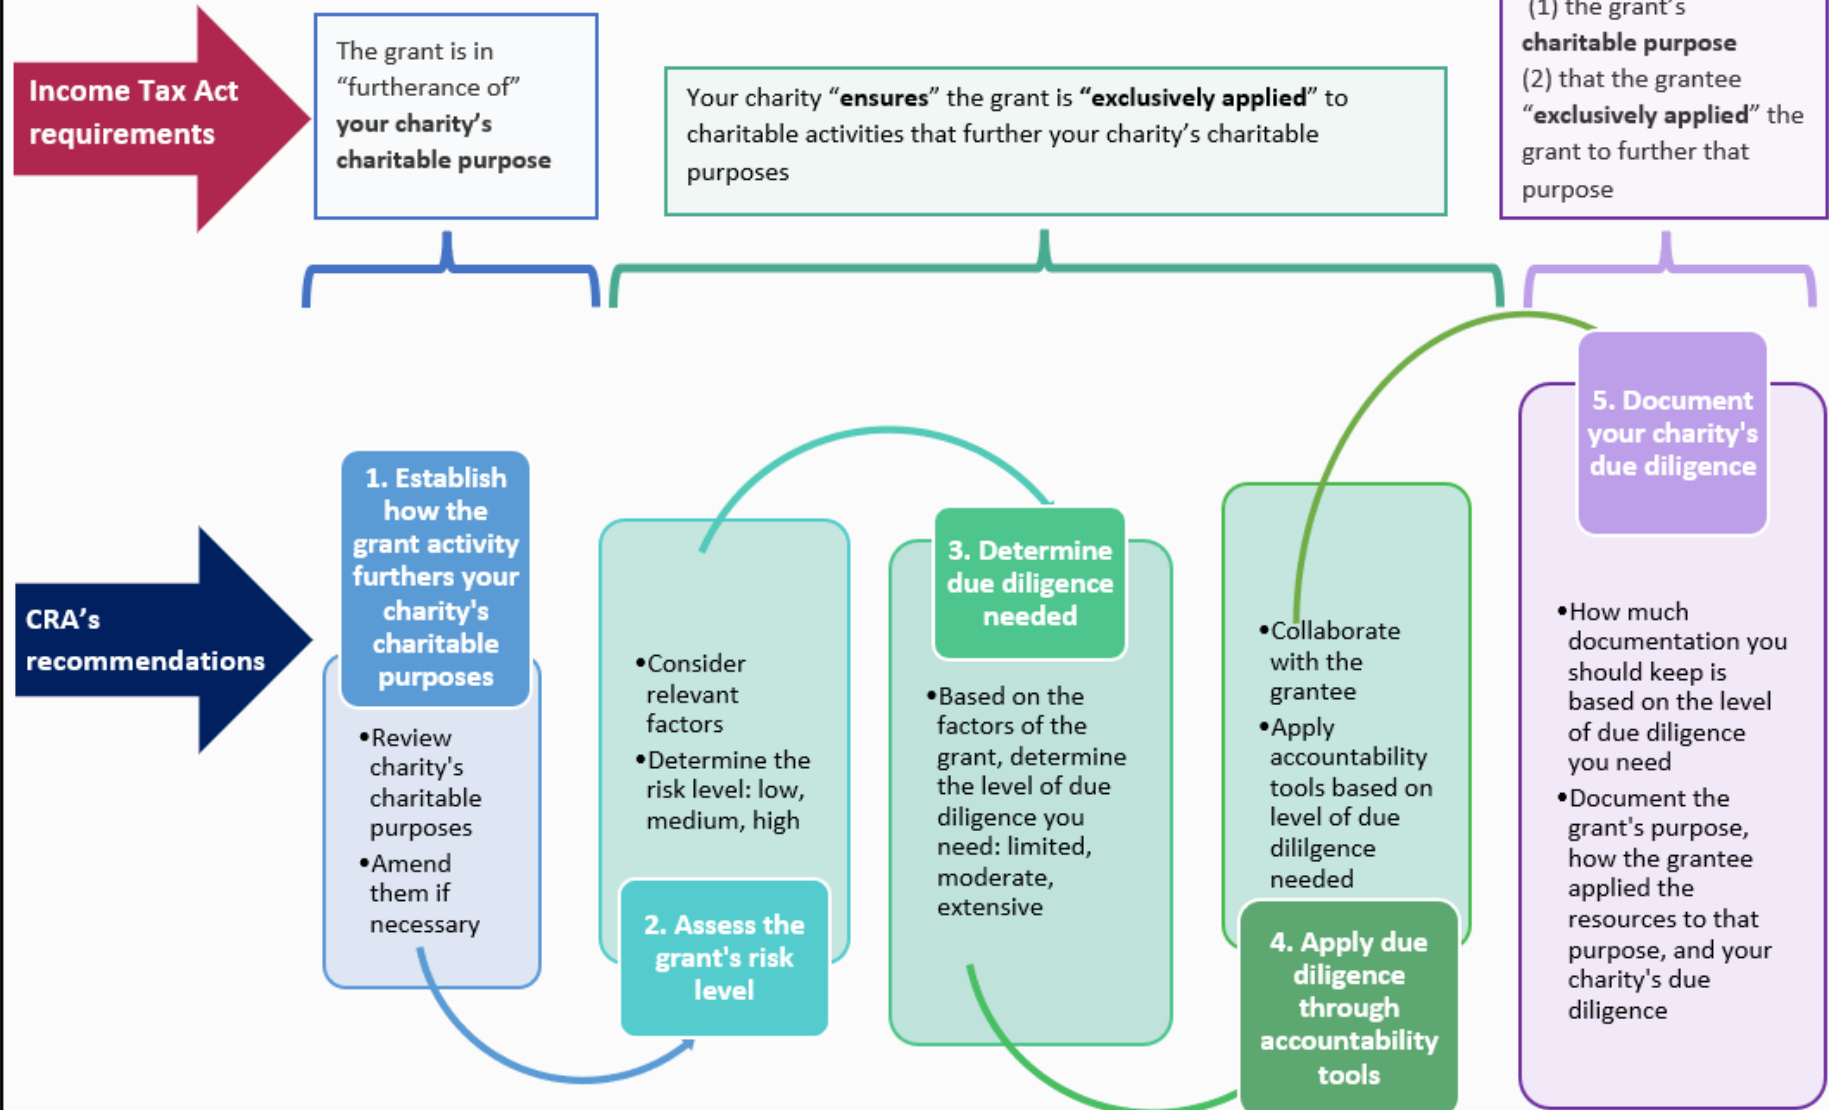 Income Tax Act
requirements
The grant is in
“furtherance of”
your charity’s
charitable purpose
Your charity “ensures” the grant is “exclusively applied” to
charitable activities that further your charity’s charitable
purposes
(1) the grant’s
charitable purpose
(2) that the grantee
“exclusively applied” the
grant to further that
purpose
CRA’s
recommendations
1. Establish
how the
grant activity
furthers your
charity's
charitable
purposes
•Review
charity's
charitable
purposes
•Amend
them if
necessary
•Consider
relevant
factors
•Determine the
risk level: low,
medium, high
2. Assess the
grant's risk
level
3. Determine
due diligence
needed
•Based on the
factors of the
grant, determine
the level of due
diligence you
need: limited,
moderate,
extensive
•Collaborate
with the
grantee
•Apply
accountability
tools based on
level of due
dililgence
needed
4. Apply due
diligence
through
accountability
tools
5. Document
your charity's
due diligence
•How much
documentation you
should keep is
based on the level
of due diligence
you need
•Document the
grant's purpose,
how the grantee
applied the
resources to that
purpose, and your
charity's due
diligence